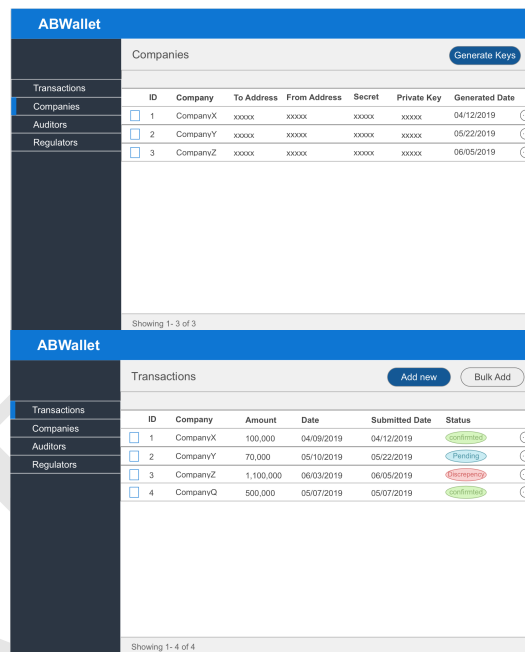 ABWallet
Companies Generate Keys
Transactions
Companies
Auditors
Regulators
ID Company To Address From Address Secret Private Key Generated Date
1 CompanyX xxxxx xxxxx xxxxx xxxxx 04/12/2019
2 CompanyY xxxxx xxxxx xxxxx xxxxx 05/22/2019
3 CompanyZ xxxxx xxxxx xxxxx xxxxx 06/05/2019
Showing 1- 3 of 3
ABWallet
Transactions Add new Bulk Add
Transactions
Companies
Auditors
Regulators
ID Company Amount Date Submitted Date Status
1 CompanyX 100,000 04/09/2019 04/12/2019 confirmted
2 CompanyY 70,000 05/10/2019 05/22/2019 Pending
3 CompanyZ 1,100,000 06/03/2019 06/05/2019 Discrepency
4 CompanyQ 500,000 05/07/2019 05/07/2019 confirmted
Showing 1- 4 of 4